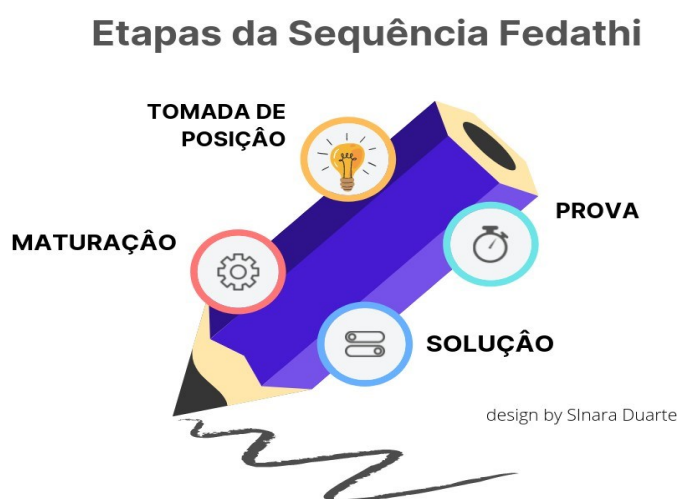 Etapas da Sequência Fedathi
TOMADA DE
POSIÇÂO
PROVA
MATURAÇÂO
SOLUÇÂO
design by SInara Duarte